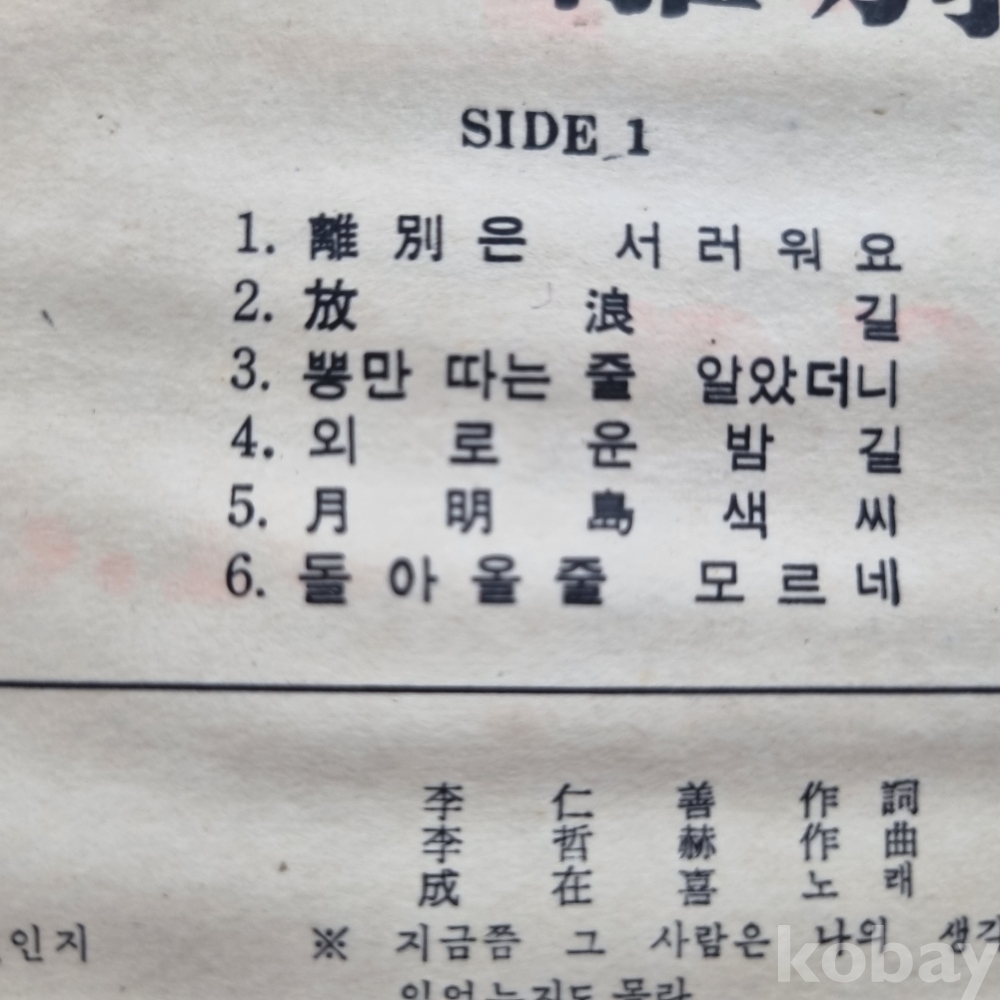 SIDE 1
1. 離別은 서러워요
2. 放浪길
3. 뽕만 따는 줄 알았더니
4. 외로운 밤길
5. 月明島 색씨
6. 돌아올줄 모르네
李仁善 作詞
李哲赫 作曲
成在喜 노래
인지
※ 지금쯤 그 사람은 나의 생각
kobay